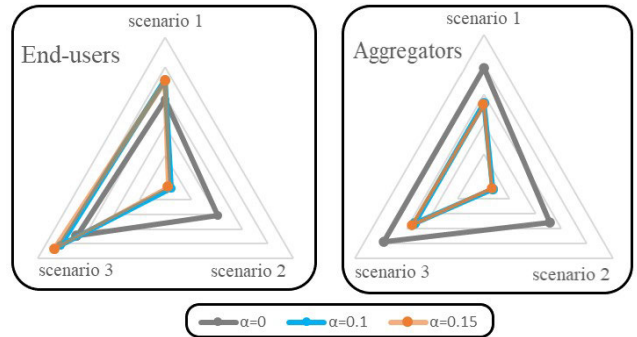 scenario 1
End-users
scenario 3
scenario 2
scenario 1
Aggregators
scenario 3
scenario 2
α=0 α=0.1 α=0.15